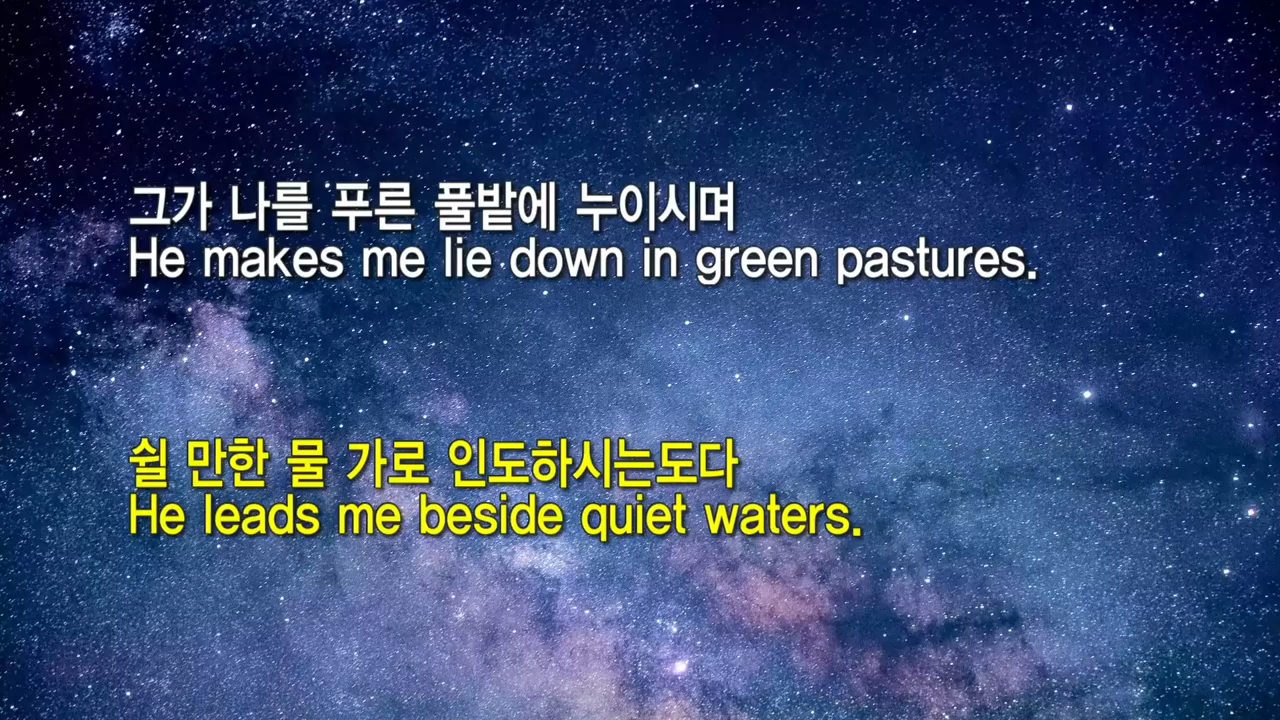 그가 나를 푸른 풀밭에 누이시며
He makes me lie down in green pastures.
쉴 만한 물 가로 인도하시는도다
He leads me beside quiet waters.